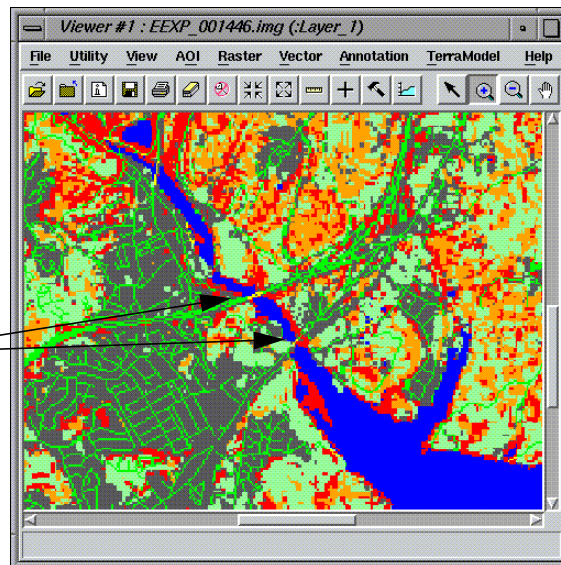 Viewer #1 : EEXP_001446.img (:Layer_1)
File Utility View AOI Raster Vector Annotation TerraModel Help